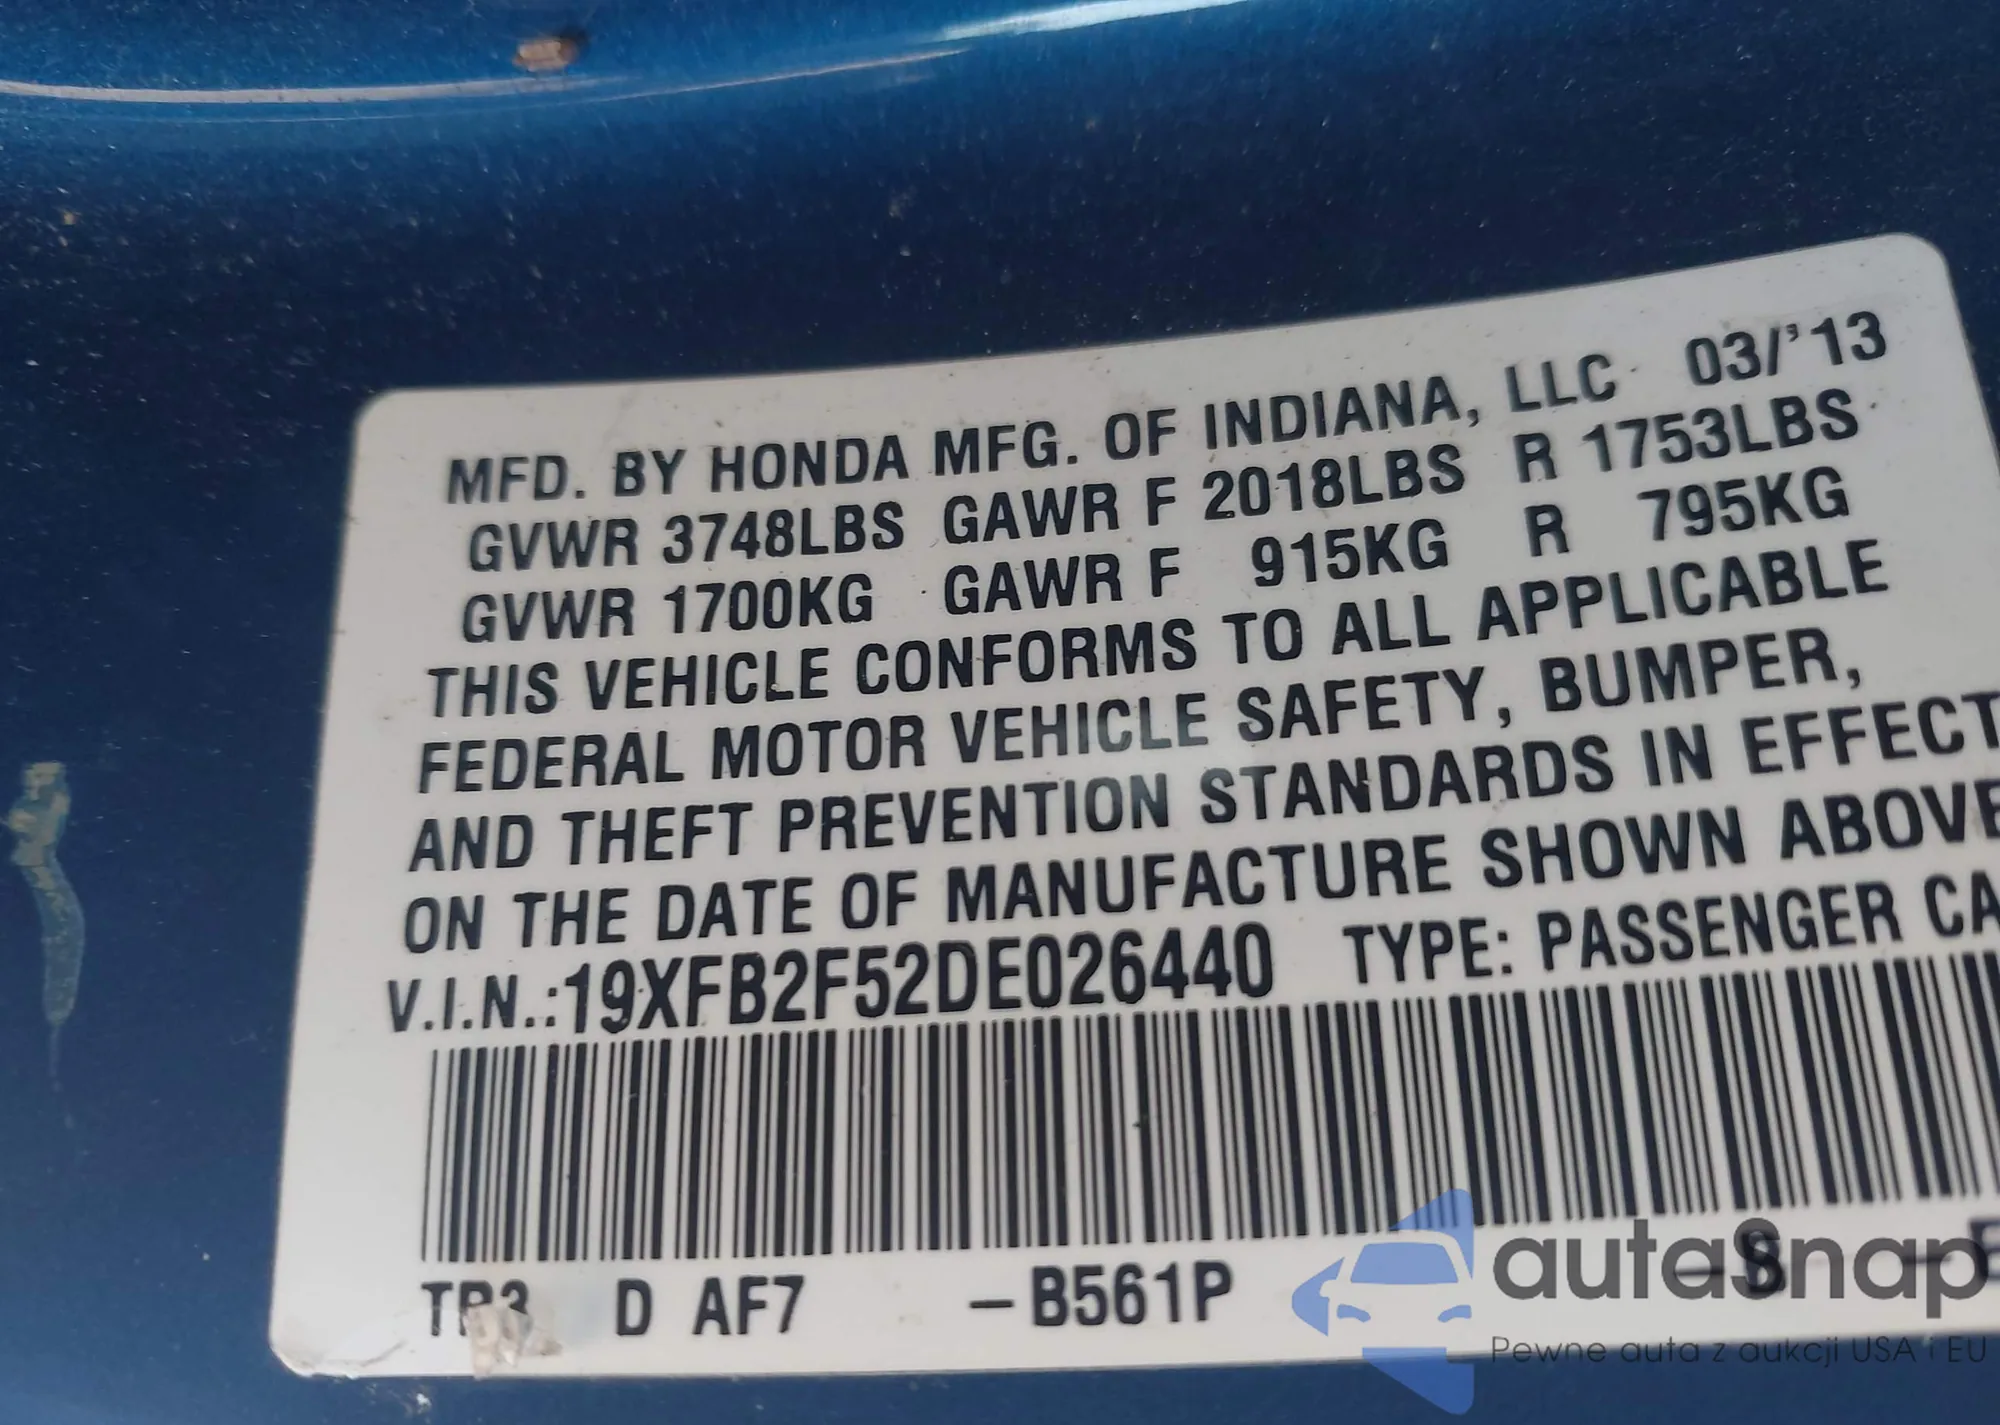 MFD. BY HONDA MFG. OF INDIANA, LLC 03/'13
GVWR 3748LBS GAWR F 2018LBS R 1753LBS
GVWR 1700KG GAWR F 915KG R 795KG
THIS VEHICLE CONFORMS TO ALL APPLICABLE
FEDERAL MOTOR VEHICLE SAFETY, BUMPER,
AND THEFT PREVENTION STANDARDS IN EFFECT
ON THE DATE OF MANUFACTURE SHOWN ABOVE
V.I.N.:19XFB2F52DE026440 TYPE: PASSENGER CA
TR3 D AF7 –B561P
autaSnap
Pewne auta z aukcji USA i EU